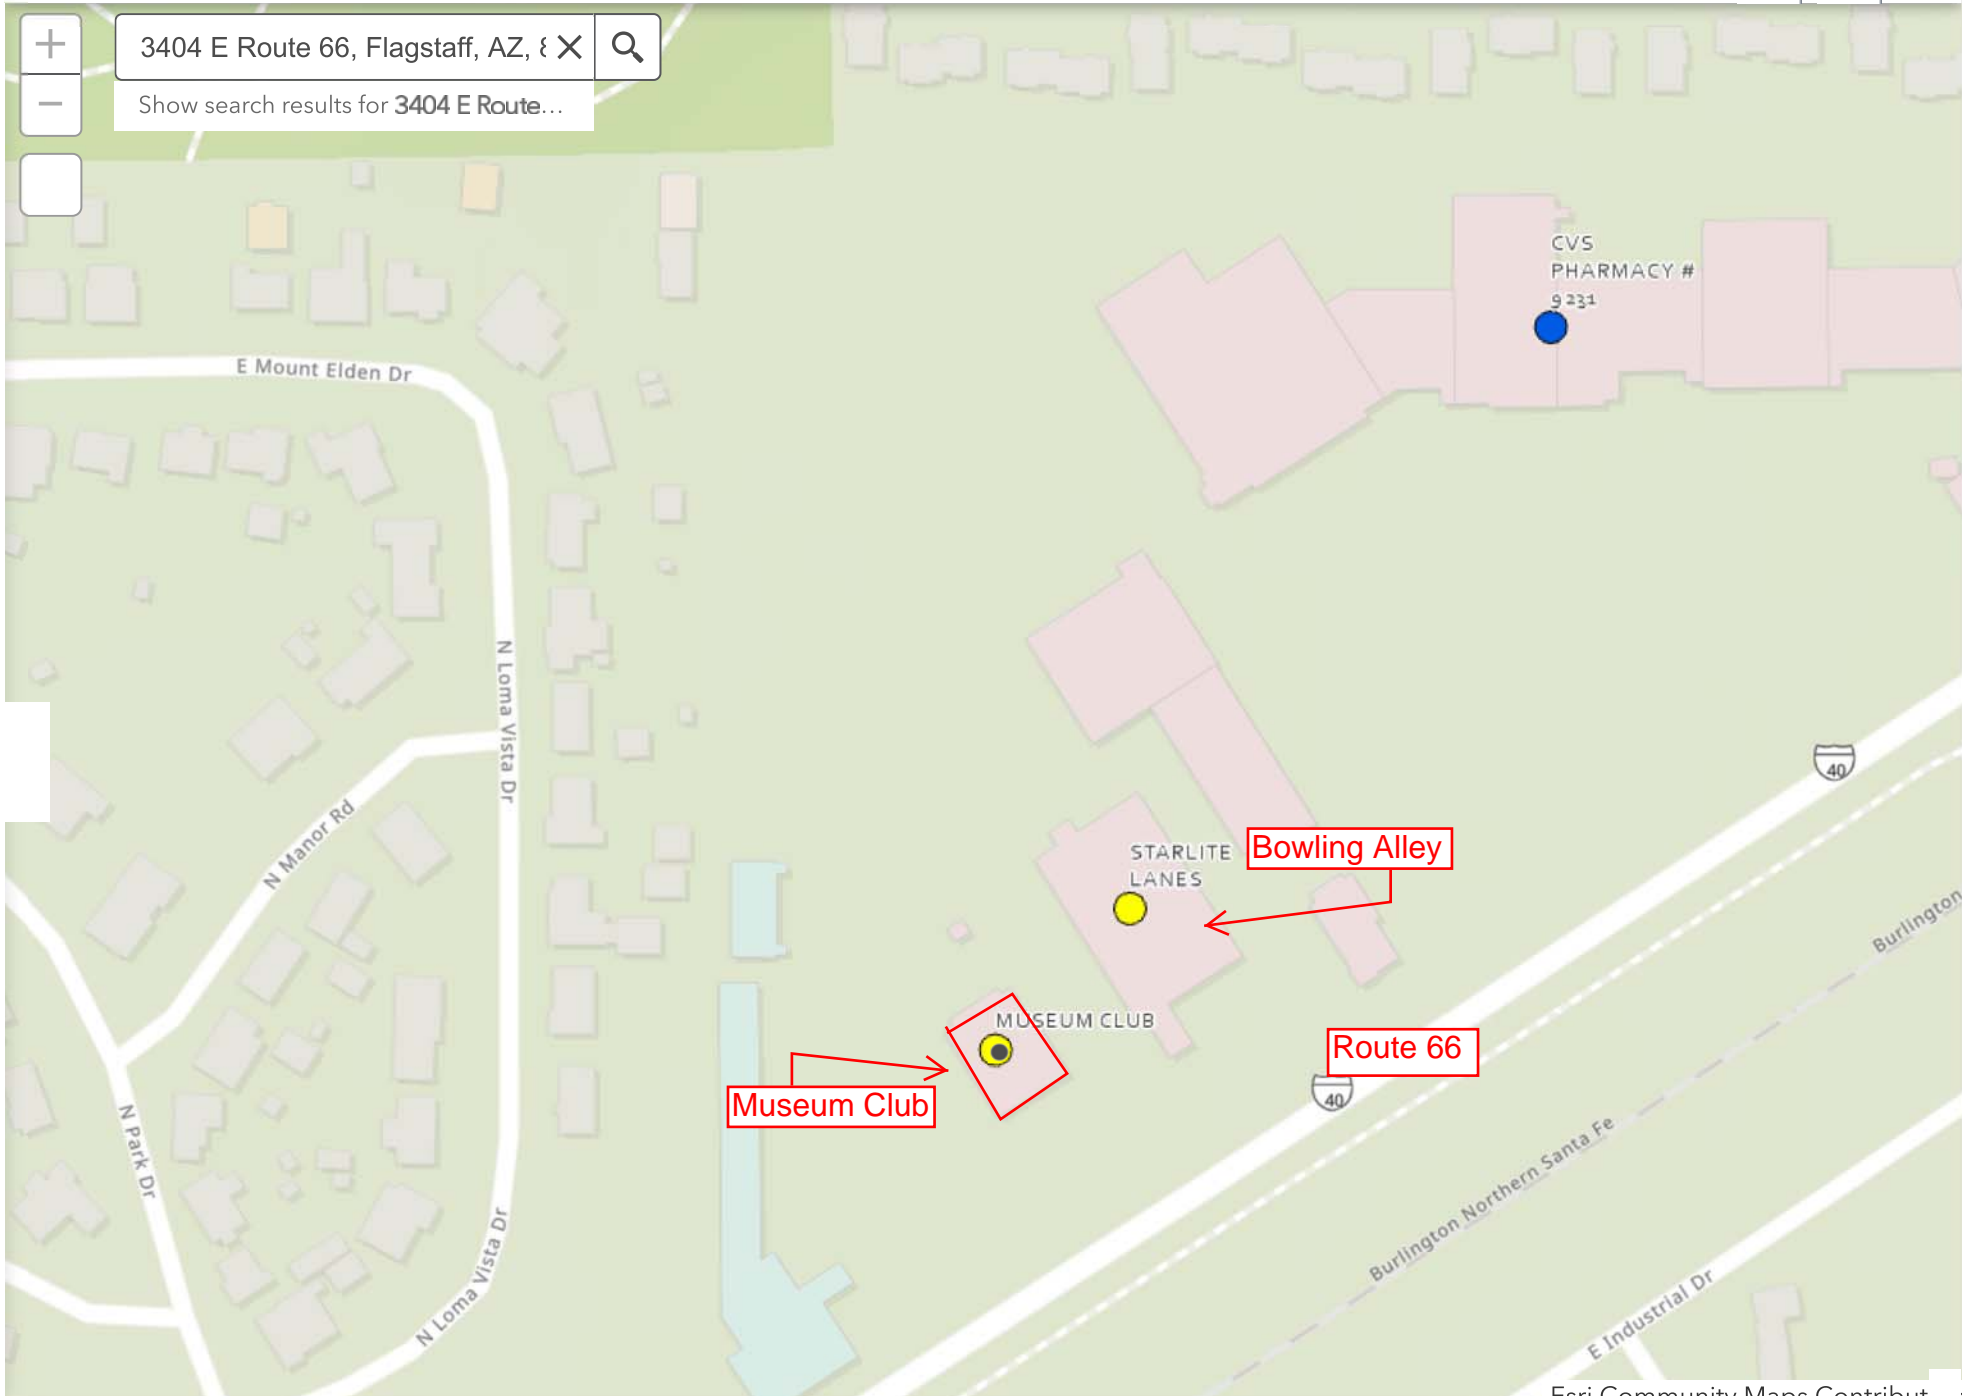 +
3404 E Route 66, Flagstaff, AZ,
−
Show search results for 3404 E Route...
CVS
PHARMACY #
9231
E Mount Elden Dr
N Loma Vista Dr
40
N Manor Rd
STARLITE
LANES
Bowling Alley
Burlington
MUSEUM CLUB
Route 66
40
Museum Club
N Park Dr
Burlington Northern Santa Fe
N Loma Vista Dr
E Industrial Dr
Esri Community Maps Contribut